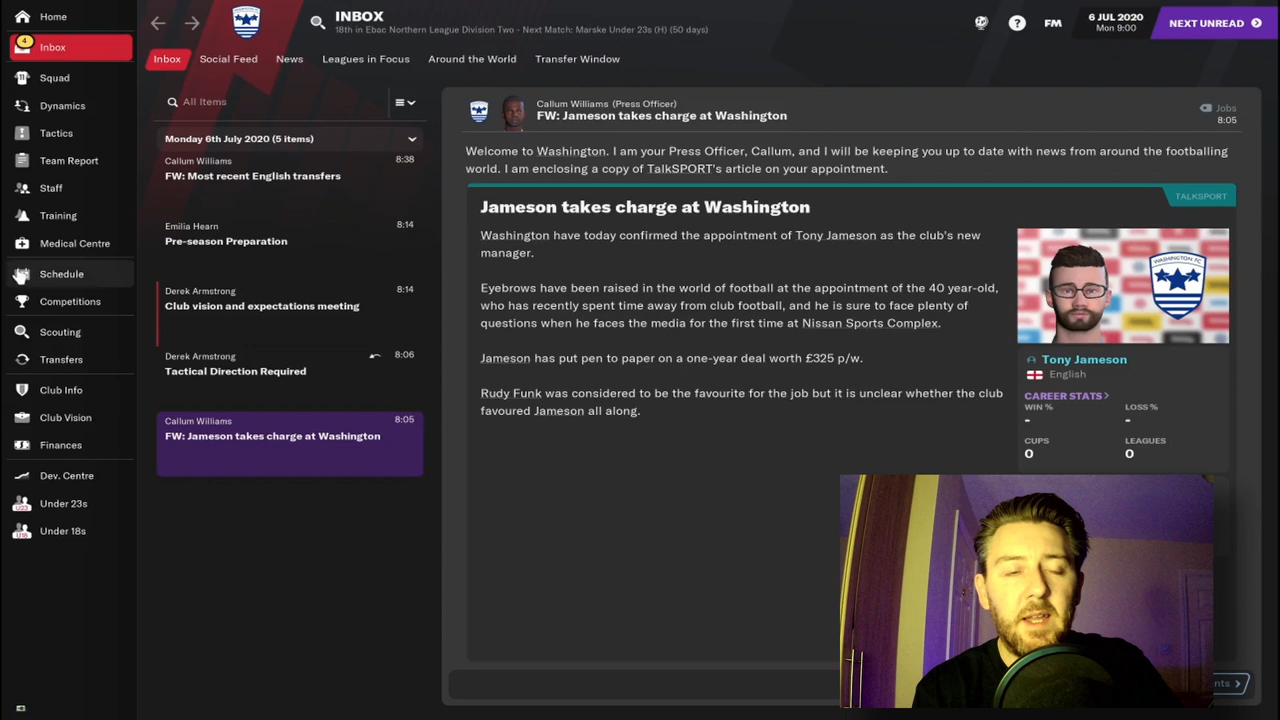 Home
INBOX
18th in Ebac Northern League Division Two - Next Match: Marske Under 23s (H) (50 days)
?
FM
6 JUL 2020
Mon 9:00
NEXT UNREAD
4
Inbox
Squad
Dynamics
Tactics
Team Report
Staff
Training
Medical Centre
Schedule
Competitions
Scouting
Transfers
Club Info
Club Vision
Finances
Dev. Centre
U23
Under 23s
U18
Under 18s
Inbox
Social Feed
News
Leagues in Focus
Around the World
Transfer Window
All Items
Monday 6th July 2020 (5 items)
Callum Williams
8:38
FW: Most recent English transfers
Emilia Hearn
8:14
Pre-season Preparation
Derek Armstrong
8:14
Club vision and expectations meeting
Derek Armstrong
8:06
Tactical Direction Required
Callum Williams
8:05
FW: Jameson takes charge at Washington
Callum Williams (Press Officer)
FW: Jameson takes charge at Washington
Jobs
8:05
Welcome to Washington. I am your Press Officer, Callum, and I will be keeping you up to date with news from around the footballing
world. I am enclosing a copy of TalkSPORT's article on your appointment.
TALKSPORT
Jameson takes charge at Washington
Washington have today confirmed the appointment of Tony Jameson as the club's new
manager.
Eyebrows have been raised in the world of football at the appointment of the 40 year-old,
who has recently spent time away from club football, and he is sure to face plenty of
questions when he faces the media for the first time at Nissan Sports Complex.
Jameson has put pen to paper on a one-year deal worth £325 p/w.
Rudy Funk was considered to be the favourite for the job but it is unclear whether the club
favoured Jameson all along.
WASHINGTON FC
Tony Jameson
English
CAREER STATS >
WIN %
LOSS %
-
-
CUPS
LEAGUES
0
0
nts >